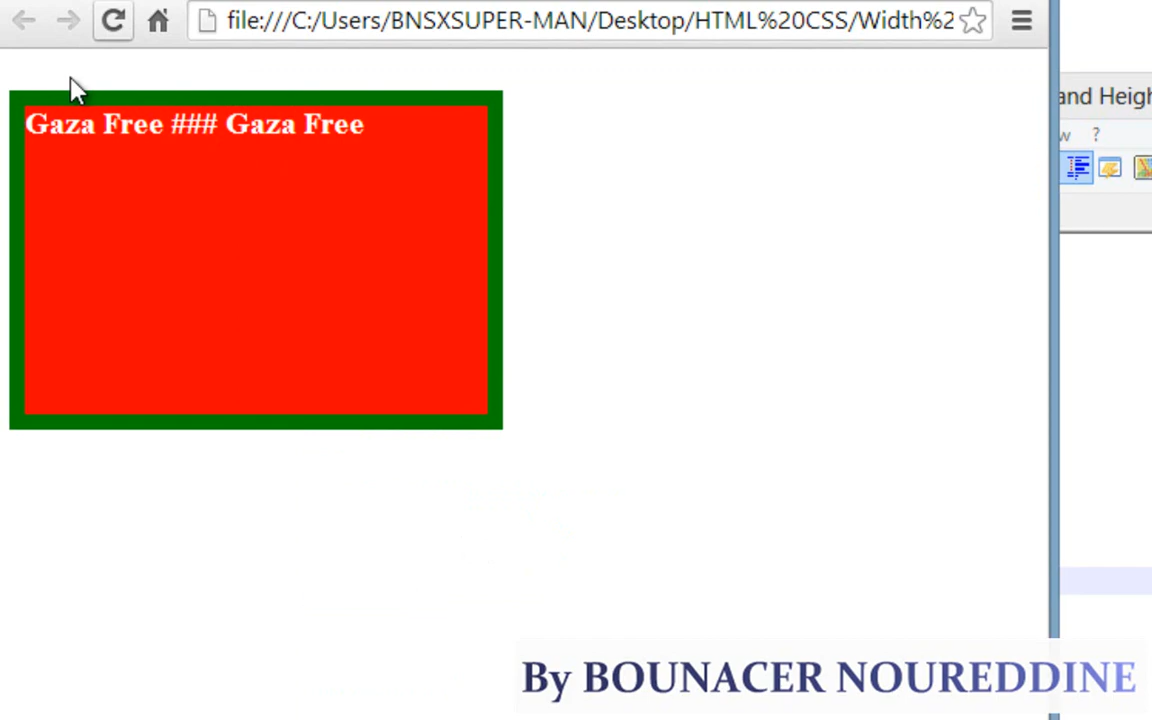 file:///C:/Users/BNSXSUPER-MAN/Desktop/HTML%20CSS/Width%2
and Heigh
?
Gaza Free ### Gaza Free
By BOUNACER NOUREDDINE